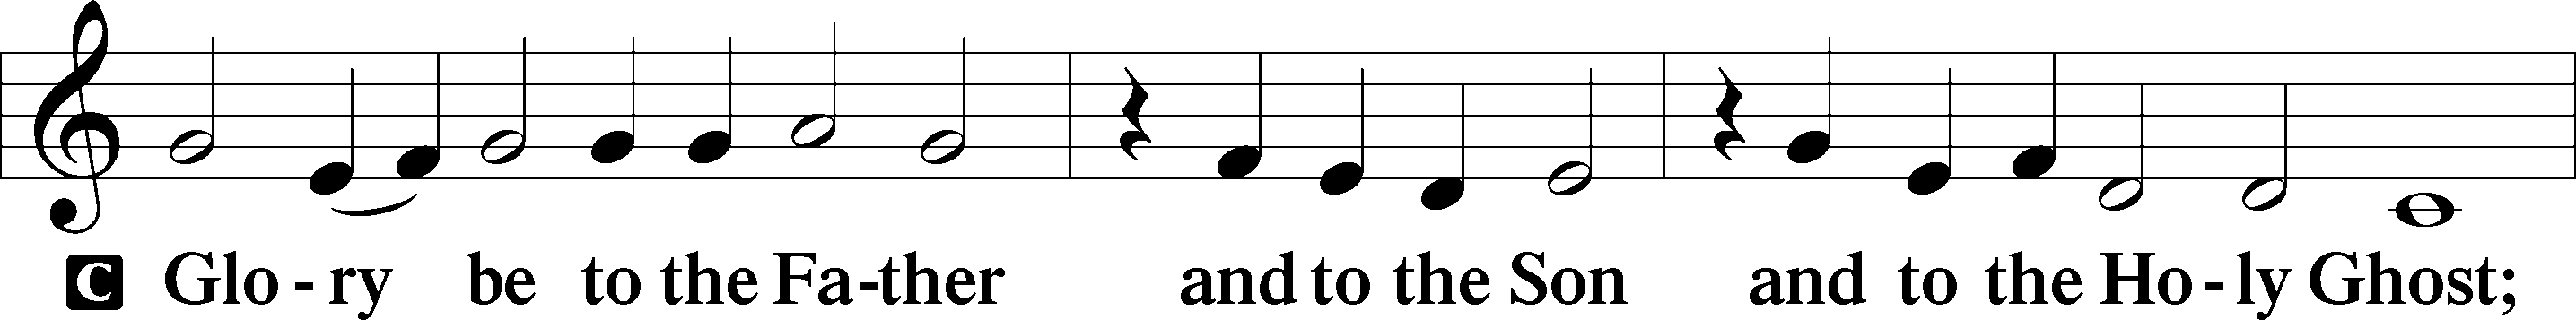 C Glo - ry be to the Fa - ther and to the Son and to the Ho - ly Ghost;